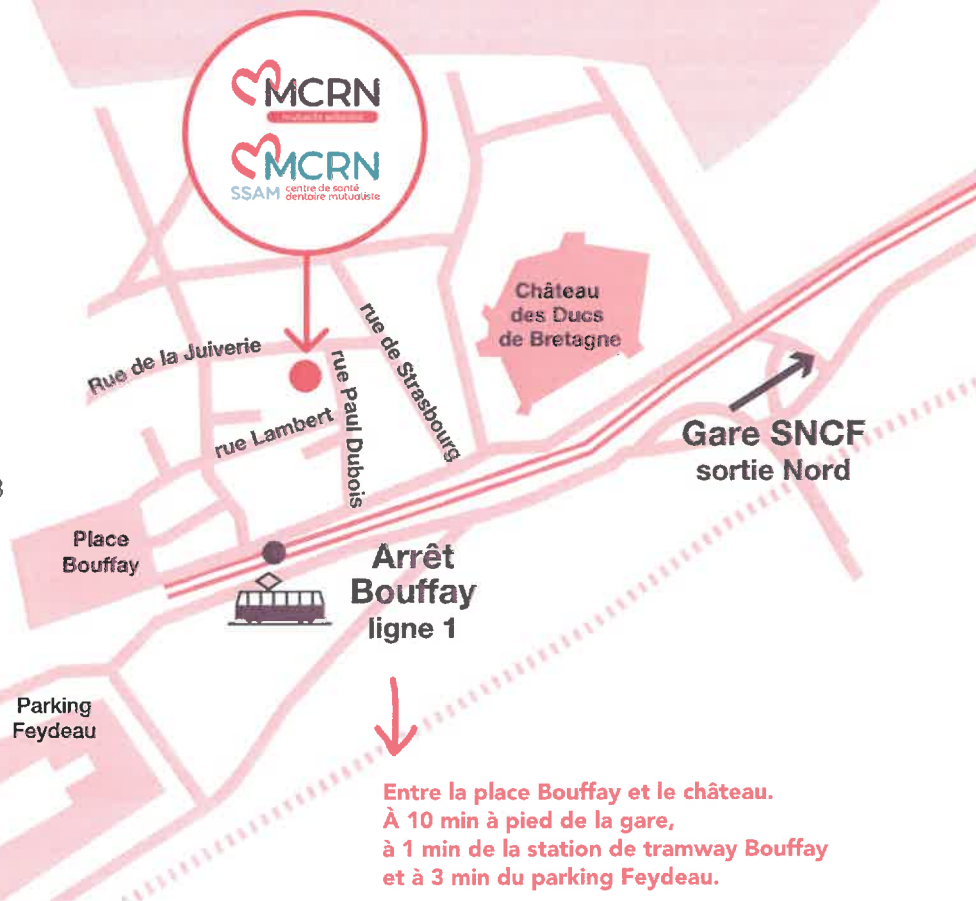 MCRN
MCRN
SSAM centre de santé
dentaire mutualiste
Château
des Ducs
de Bretagne
Rue de la Juiverie
rue de Strasbourg
rue Paul Dubois
rue Lambert
Gare SNCF
sortie Nord
Place
Bouffay
Arrêt
Bouffay
ligne 1
Parking
Feydeau
Entre la place Bouffay et le château.
À 10 min à pied de la gare,
à 1 min de la station de tramway Bouffay
et à 3 min du parking Feydeau.